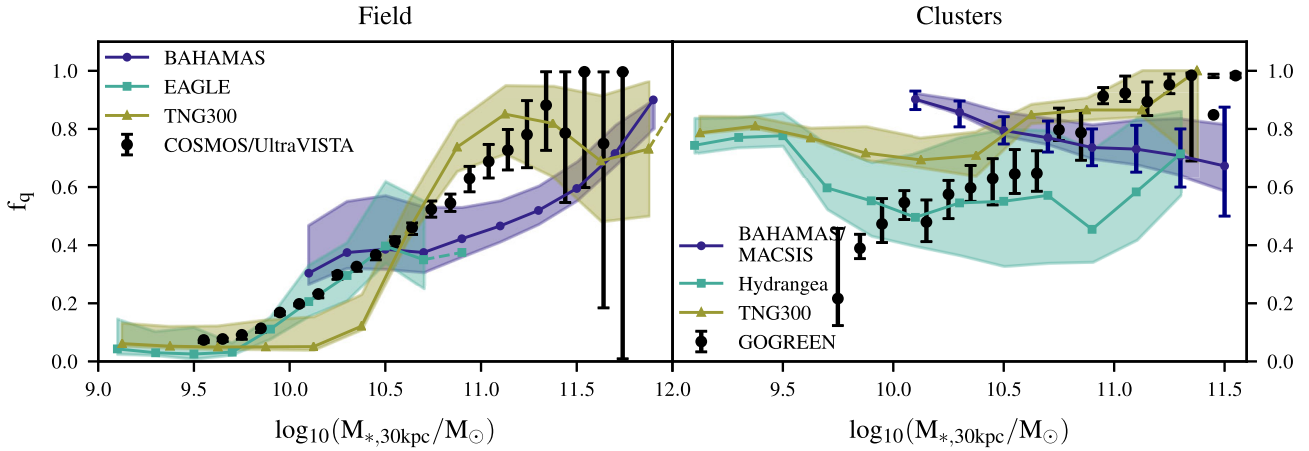 Field
Clusters
BAHAMAS
EAGLE
TNG300
COSMOS/UltraVISTA
BAHAMAS/
MACSIS
Hydrangea
TNG300
GOGREEN
f_q
1.0
0.8
0.6
0.4
0.2
0.0
1.0
0.8
0.6
0.4
0.2
0.0
9.0 9.5 10.0 10.5 11.0 11.5 12.0
9.5 10.0 10.5 11.0 11.5
log₁₀(M∗,30kpc/M⊙)
log₁₀(M∗,30kpc/M⊙)